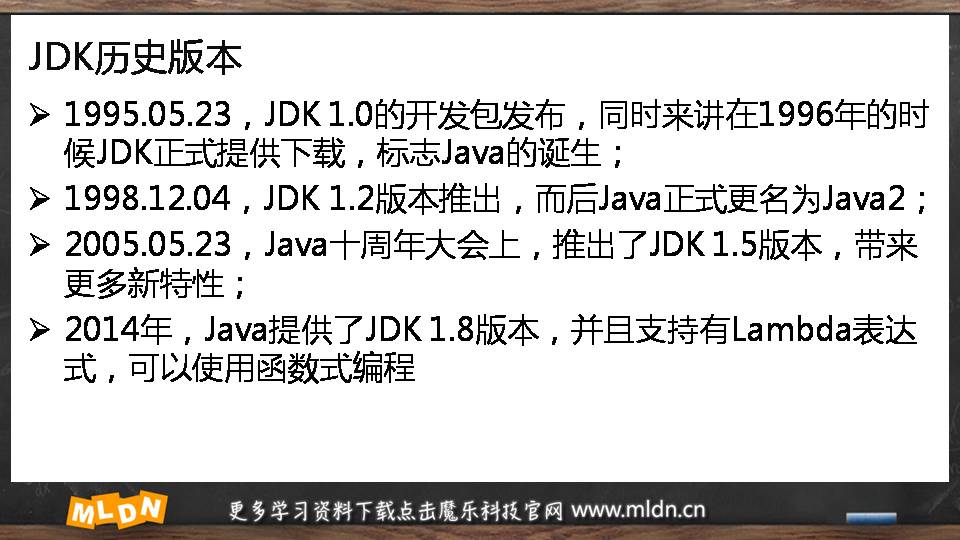 JDK历史版本
➢ 1995.05.23，JDK 1.0的开发包发布，同时来讲在1996年的时
候JDK正式提供下载，标志Java的诞生；
➢ 1998.12.04，JDK 1.2版本推出，而后Java正式更名为Java2；
➢ 2005.05.23，Java十周年大会上，推出了JDK 1.5版本，带来
更多新特性；
➢ 2014年，Java提供了JDK 1.8版本，并且支持有Lambda表达
式，可以使用函数式编程
MLDN
更多学习资料下载点击魔乐科技官网 www.mldn.cn